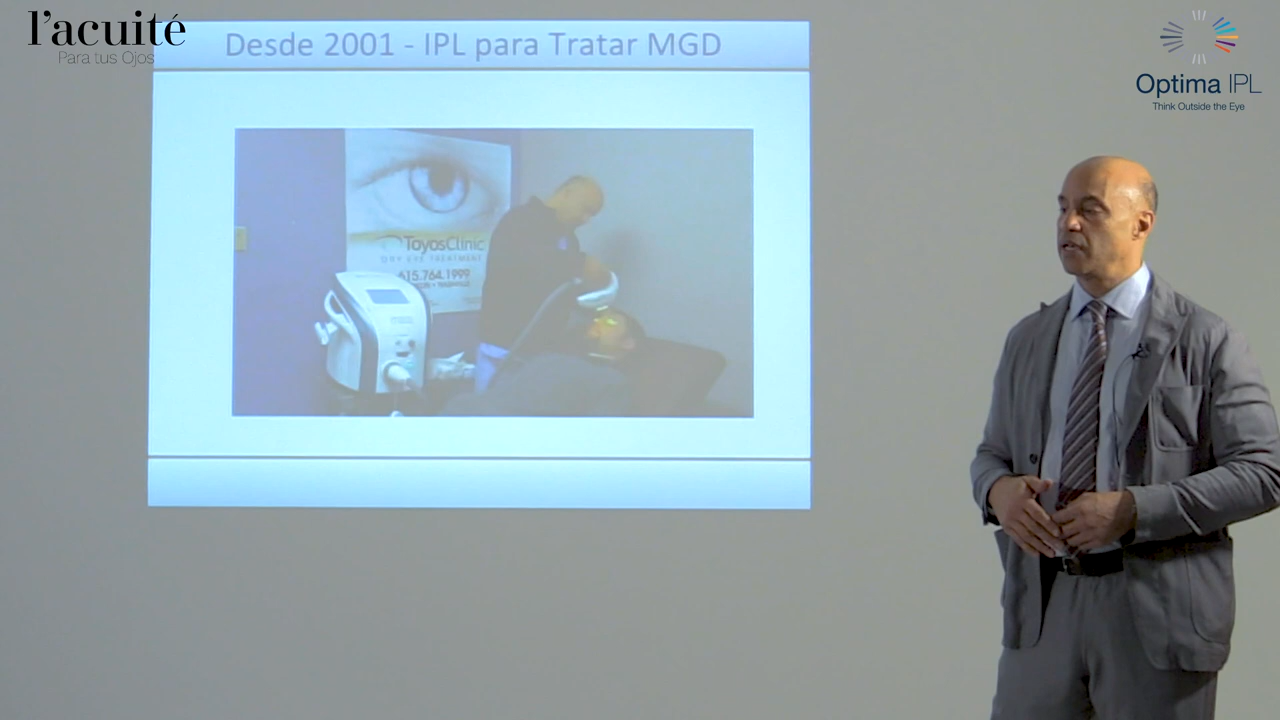 l'acuité
Para tus Ojos
Desde 2001 - IPL para Tratar MGD
ToyosClinic
DRY EYE TREATMENT
615.764.1999
NASHVILLE
Optima IPL
Think Outside the Eye